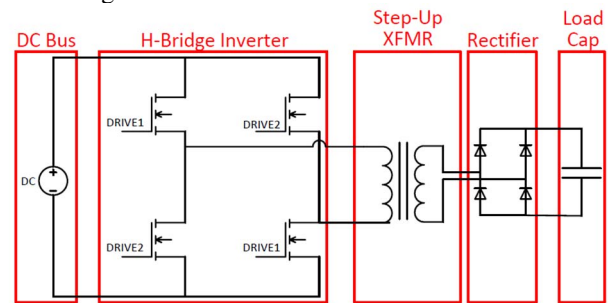 DC Bus
H-Bridge Inverter
Step-Up
XFMR
Rectifier
Load
Cap
DRIVE1
DRIVE2
DC
DRIVE2
DRIVE1